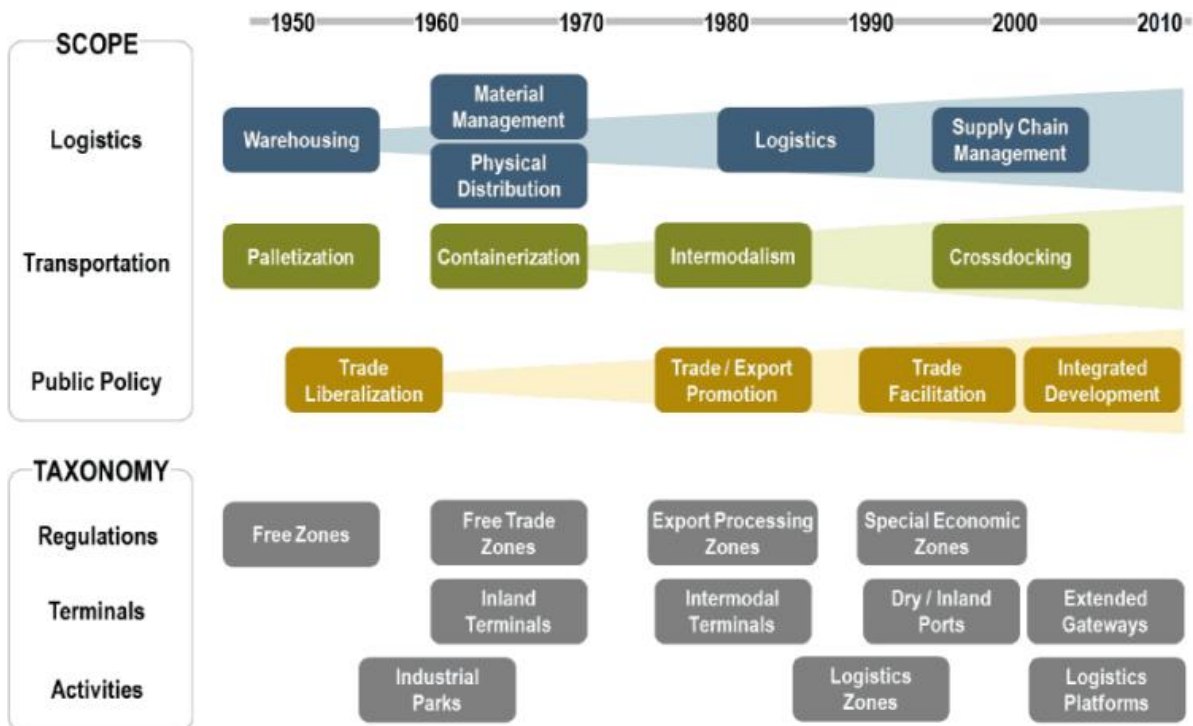 1950 1960 1970 1980 1990 2000 2010
SCOPE
Logistics
Warehousing
Material
Management
Physical
Distribution
Logistics
Supply Chain
Management
Transportation
Palletization
Containerization
Intermodalism
Crossdocking
Public Policy
Trade
Liberalization
Trade / Export
Promotion
Trade
Facilitation
Integrated
Development
TAXONOMY
Regulations
Free Zones
Free Trade
Zones
Export Processing
Zones
Special Economic
Zones
Terminals
Inland
Terminals
Intermodal
Terminals
Dry / Inland
Ports
Extended
Gateways
Activities
Industrial
Parks
Logistics
Zones
Logistics
Platforms